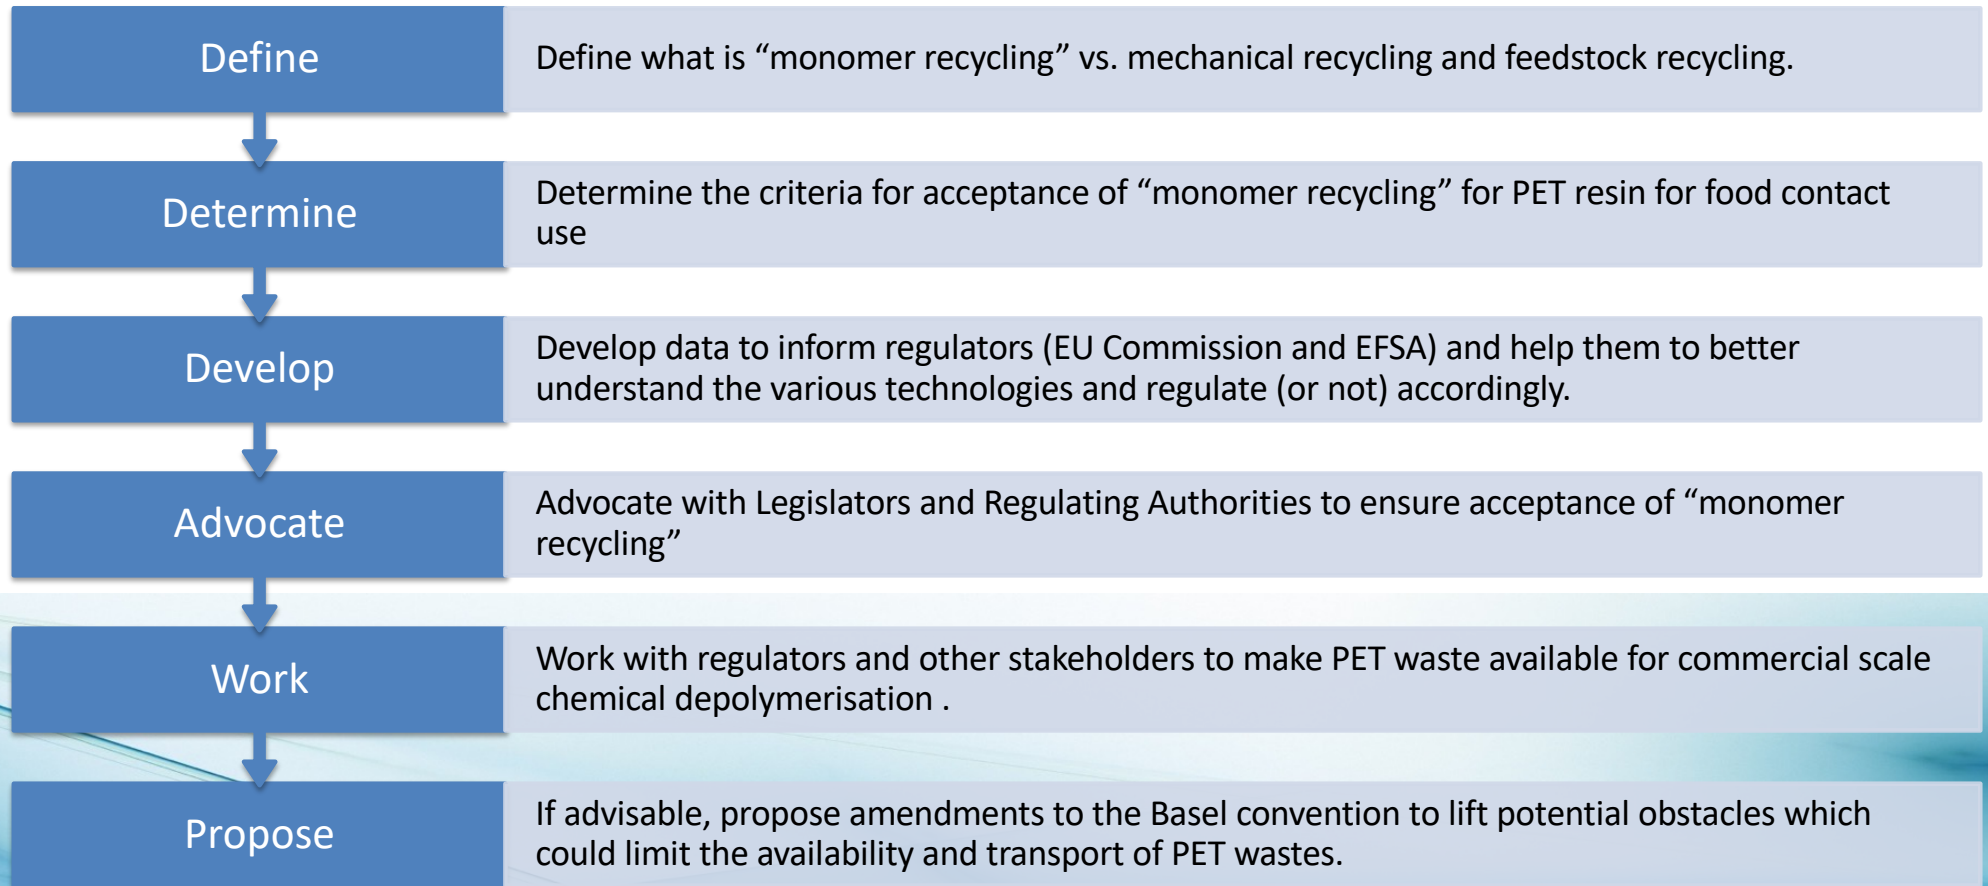 Define
Define what is “monomer recycling” vs. mechanical recycling and feedstock recycling.
Determine
Determine the criteria for acceptance of “monomer recycling” for PET resin for food contact
use
Develop
Develop data to inform regulators (EU Commission and EFSA) and help them to better
understand the various technologies and regulate (or not) accordingly.
Advocate
Advocate with Legislators and Regulating Authorities to ensure acceptance of “monomer
recycling”
Work
Work with regulators and other stakeholders to make PET waste available for commercial scale
chemical depolymerisation .
Propose
If advisable, propose amendments to the Basel convention to lift potential obstacles which
could limit the availability and transport of PET wastes.